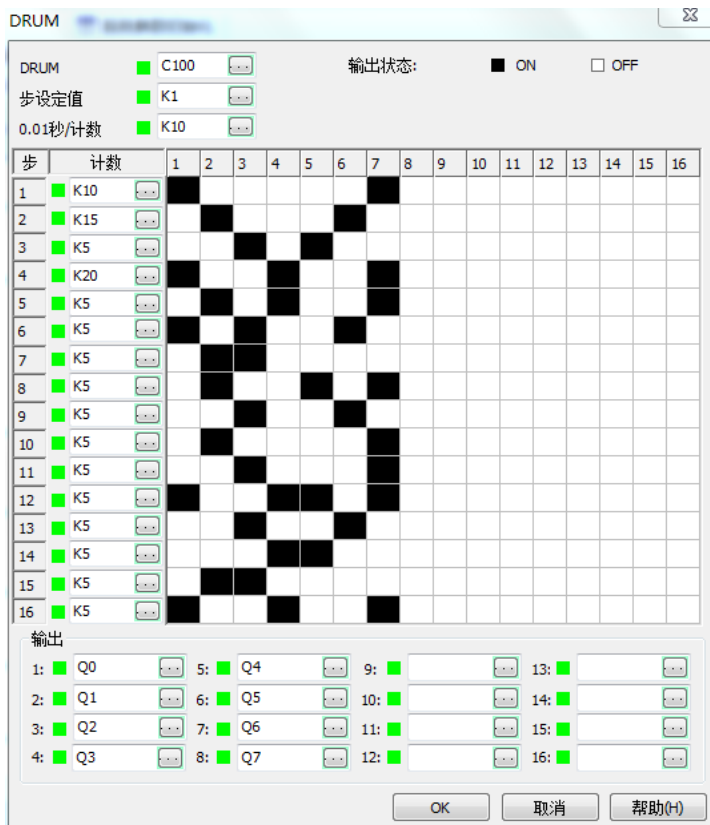 DRUM
DRUM C100 ... 输出状态: ON OFF
步设定值 K1 ...
0.01秒/计数 K10 ...
步 计数 1 2 3 4 5 6 7 8 9 10 11 12 13 14 15 16
1 K10 ...
2 K15 ...
3 K5 ...
4 K20 ...
5 K5 ...
6 K5 ...
7 K5 ...
8 K5 ...
9 K5 ...
10 K5 ...
11 K5 ...
12 K5 ...
13 K5 ...
14 K5 ...
15 K5 ...
16 K5 ...
输出
1: Q0 ... 5: Q4 ... 9: ... 13: ...
2: Q1 ... 6: Q5 ... 10: ... 14: ...
3: Q2 ... 7: Q6 ... 11: ... 15: ...
4: Q3 ... 8: Q7 ... 12: ... 16: ...
OK 取消 帮助(H)